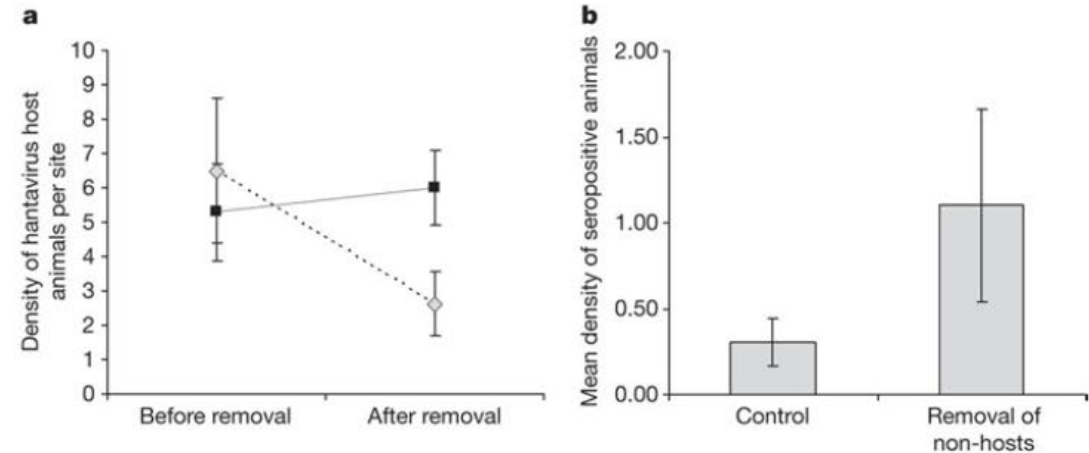 a
Density of hantavirus host
animals per site
10
9
8
7
6
5
4
3
2
1
0
Before removal
After removal
b
Mean density of seropositive animals
2.00
1.50
1.00
0.50
0.00
Control
Removal of
non-hosts